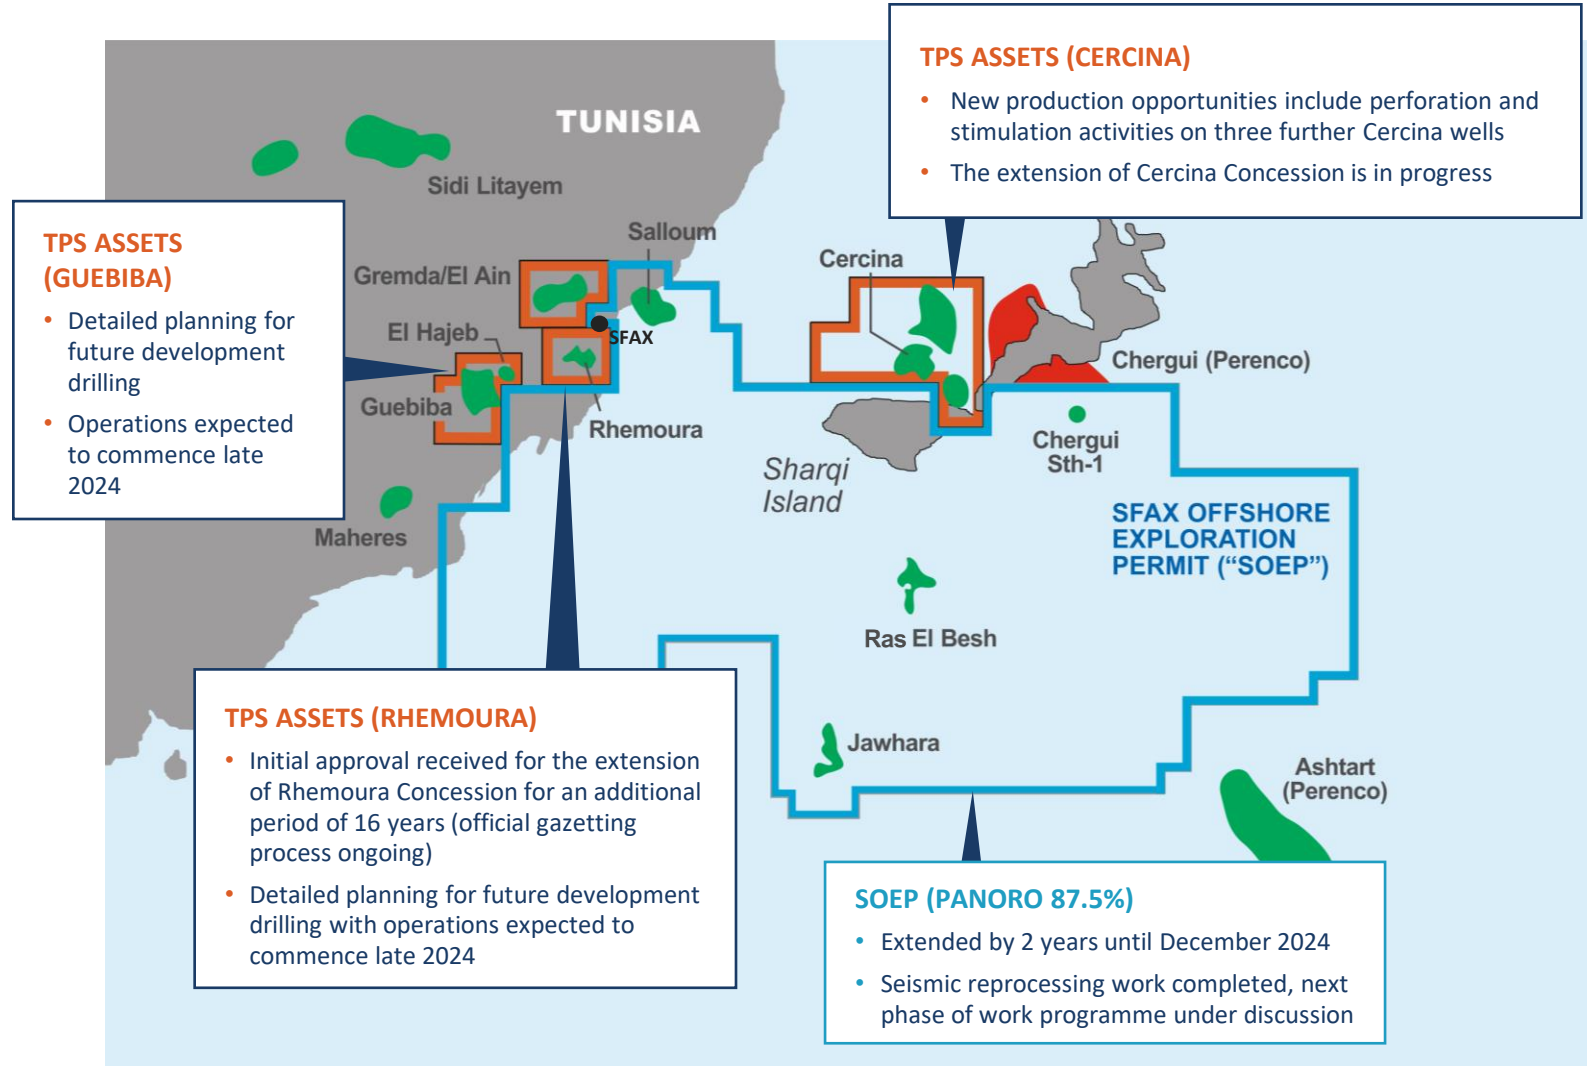 TPS ASSETS (CERCINA)
• New production opportunities include perforation and
stimulation activities on three further Cercina wells
• The extension of Cercina Concession is in progress
TUNISIA
Sidi Litayem
TPS ASSETS
(GUEBIBA)
• Detailed planning for
future development
drilling
• Operations expected
to commence late
2024
Salloum
Gremda/El Ain
Cercina
El Hajeb
SFAX
Chergui (Perenco)
Guebiba
Rhemoura
Chergui
Sth-1
Sharqi
Island
Maheres
SFAX OFFSHORE
EXPLORATION
PERMIT (“SOEP”)
Ras El Besh
TPS ASSETS (RHEMOURA)
• Initial approval received for the extension
of Rhemoura Concession for an additional
period of 16 years (official gazetting
process ongoing)
• Detailed planning for future development
drilling with operations expected to
commence late 2024
Jawhara
Ashtart
(Perenco)
SOEP (PANORO 87.5%)
• Extended by 2 years until December 2024
• Seismic reprocessing work completed, next
phase of work programme under discussion